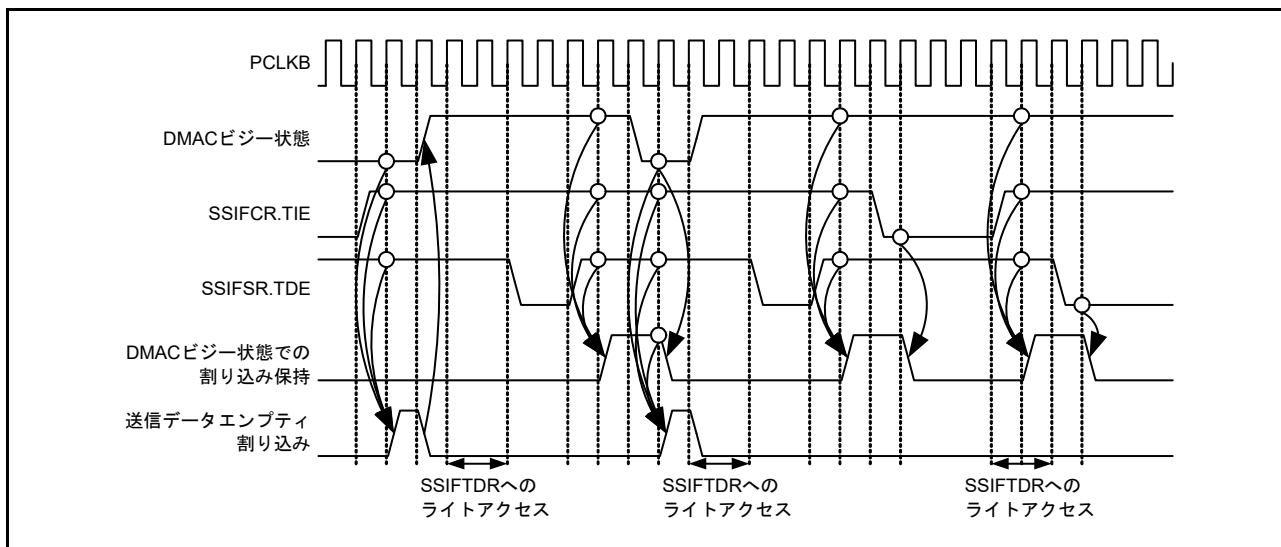 PCLKB
DMACビジー状態
SSIFCR.TIE
SSIFSR.TDE
DMACビジー状態での
割り込み保持
送信データエンプティ
割り込み
SSIFTDRへの
ライトアクセス
SSIFTDRへの
ライトアクセス
SSIFTDRへの
ライトアクセス